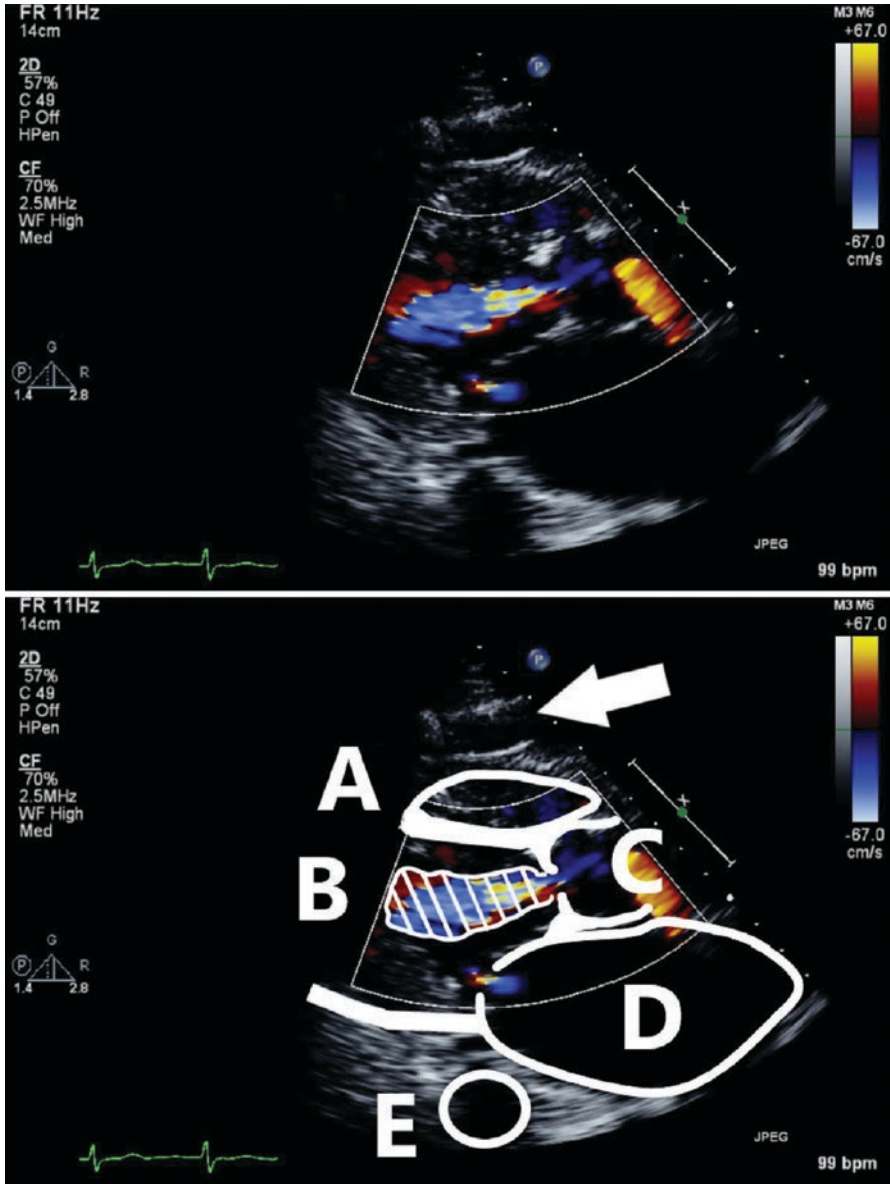 FR 11Hz
14cm
2D
57%
C 49
P Off
HPen
CF
70%
2.5MHz
WF High
Med
P
M3 M6
+67.0
-67.0
cm/s
x
G
P R
1.4 2.8
JPEG
99 bpm
FR 11Hz
14cm
2D
57%
C 49
P Off
HPen
CF
70%
2.5MHz
WF High
Med
P
M3 M6
+67.0
-67.0
cm/s
x
A
B
C
D
E
G
P R
1.4 2.8
JPEG
99 bpm